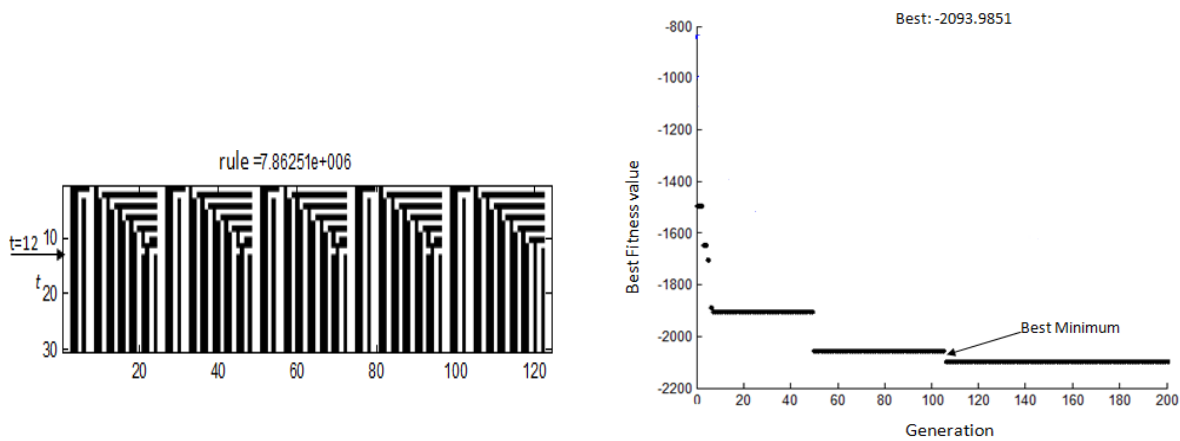 rule =7.86251e+006
t=12
10
t
20
30
20 40 60 80 100 120
Best: -2093.9851
-800
-1000
-1200
-1400
-1600
-1800
-2000
-2200
Best Fitness value
Best Minimum
0 20 40 60 80 100 120 140 160 180 200
Generation